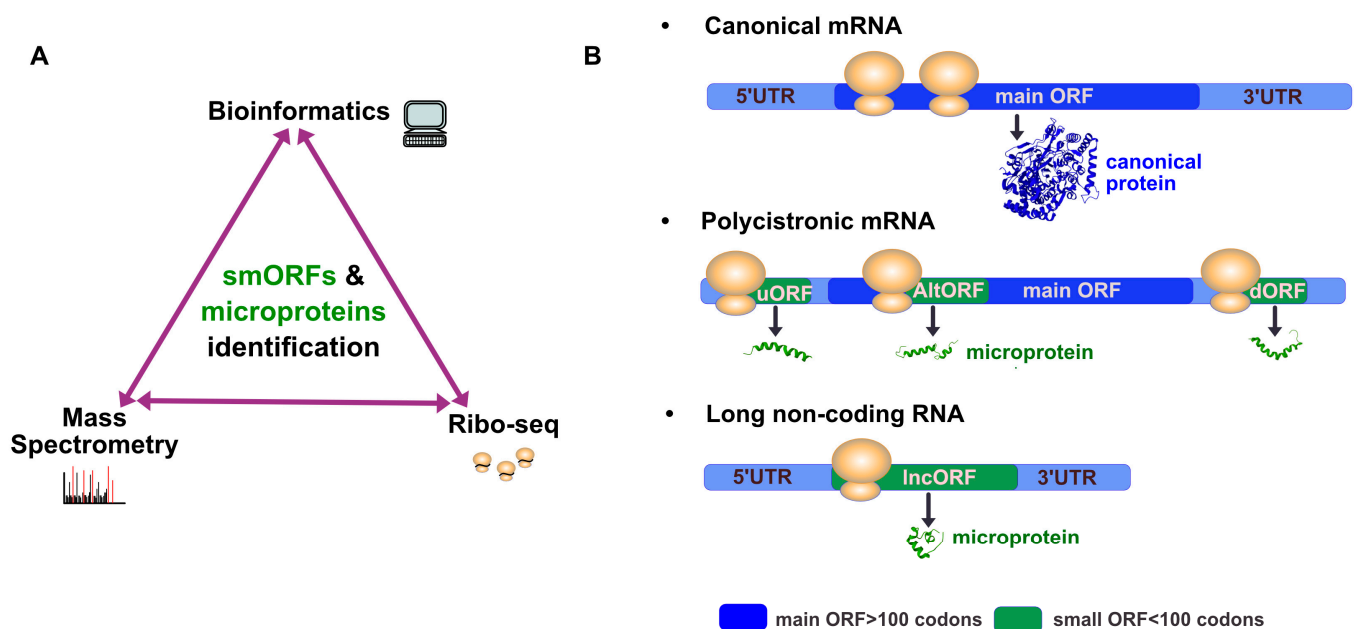 A
Bioinformatics
smORFs &
microproteins
identification
Mass
Spectrometry
Ribo-seq
B
• Canonical mRNA
5'UTR main ORF 3'UTR
canonical
protein
• Polycistronic mRNA
uORF AltORF main ORF dORF
microprotein
• Long non-coding RNA
5'UTR lncORF 3'UTR
microprotein
main ORF>100 codons small ORF<100 codons